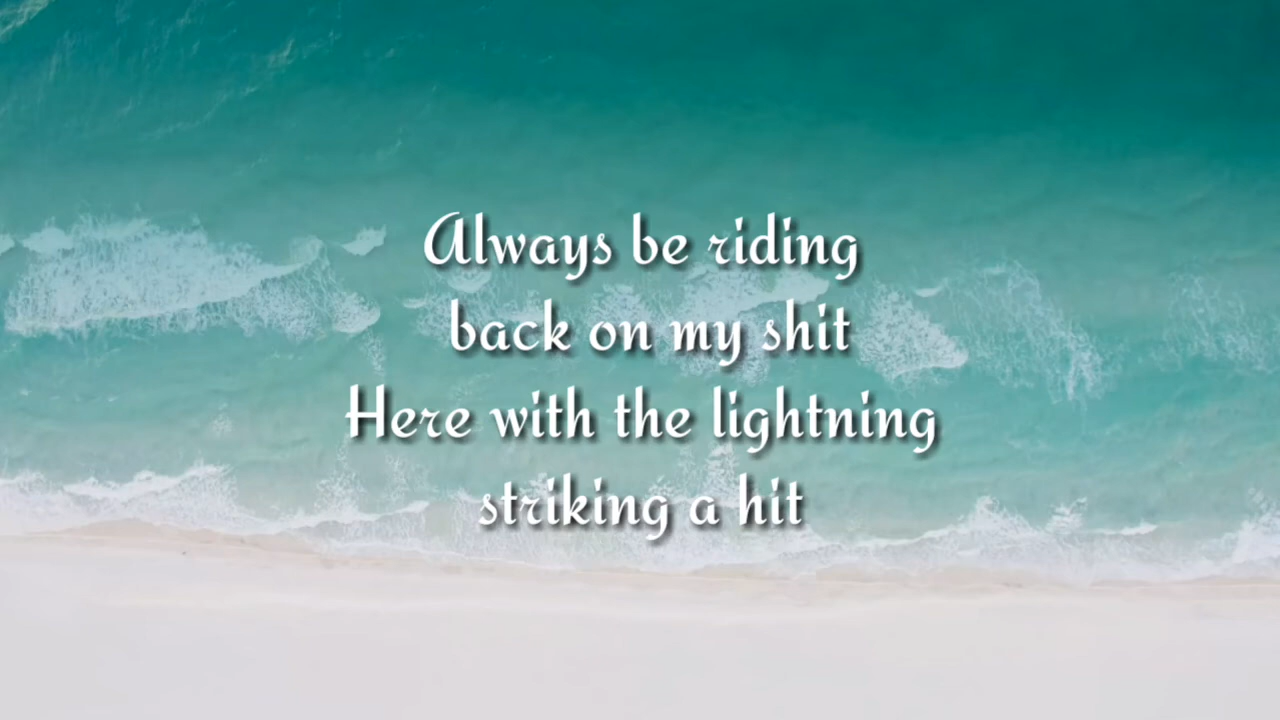 Always be riding
back on my shit
Here with the lightning
striking a hit